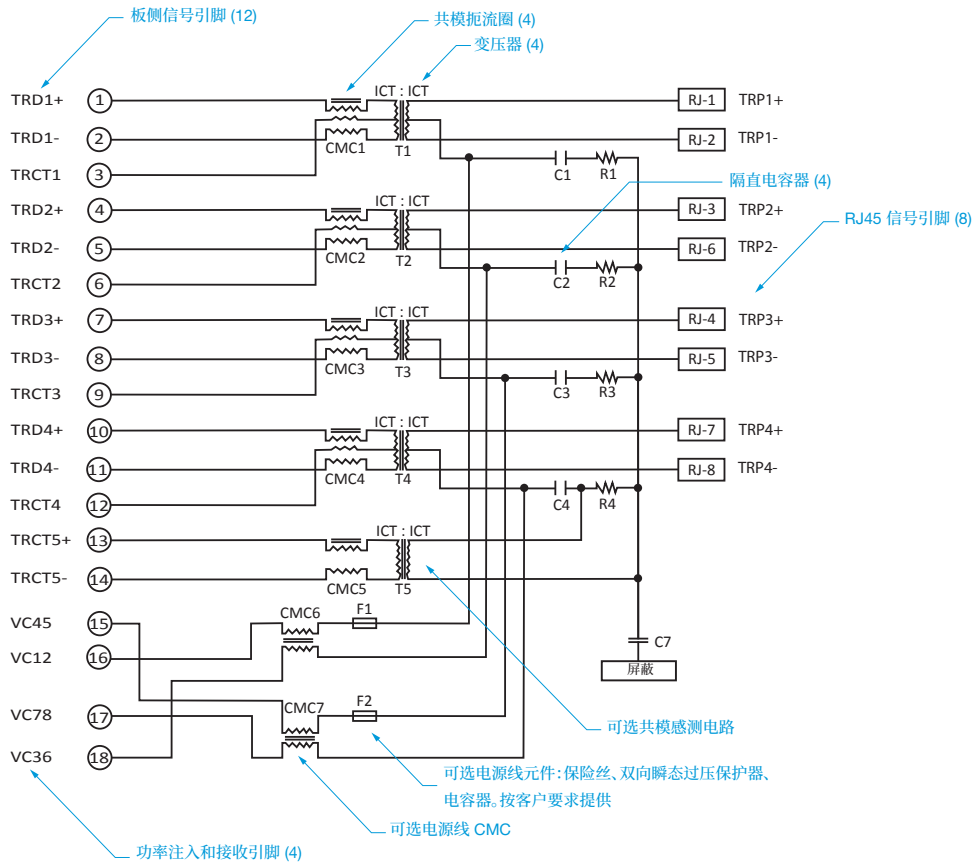 板侧信号引脚 (12)
共模扼流圈 (4)
变压器 (4)
ICT : ICT
TRD1+ 1 RJ-1 TRP1+
TRD1- 2 RJ-2 TRP1-
CMC1 T1
TRCT1 3 C1 R1
隔直电容器 (4)
ICT : ICT
TRD2+ 4 RJ-3 TRP2+
RJ45 信号引脚 (8)
TRD2- 5 RJ-6 TRP2-
CMC2 T2
TRCT2 6 C2 R2
ICT : ICT
TRD3+ 7 RJ-4 TRP3+
TRD3- 8 RJ-5 TRP3-
CMC3 T3
TRCT3 9 C3 R3
ICT : ICT
TRD4+ 10 RJ-7 TRP4+
TRD4- 11 RJ-8 TRP4-
CMC4 T4
TRCT4 12 C4 R4
ICT : ICT
TRCT5+ 13
TRCT5- 14
CMC5 T5
CMC6 F1
VC45 15
C7
VC12 16
屏蔽
CMC7 F2
VC78 17
可选共模感测电路
VC36 18
可选电源线元件：保险丝、双向瞬态过压保护器、
电容器。按客户要求提供
可选电源线 CMC
功率注入和接收引脚 (4)